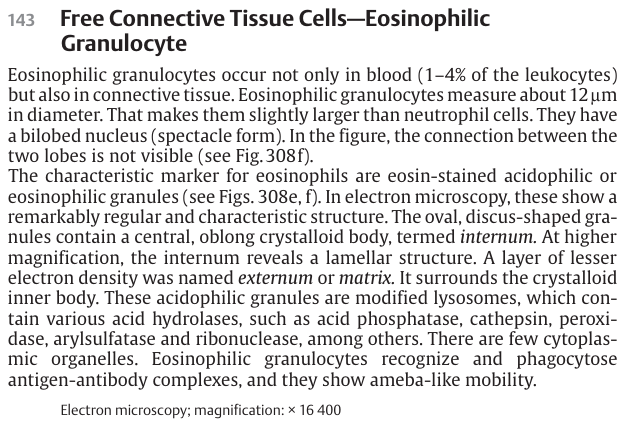 143 Free Connective Tissue Cells—Eosinophilic
Granulocyte
Eosinophilic granulocytes occur not only in blood (1–4% of the leukocytes)
but also in connective tissue. Eosinophilic granulocytes measure about 12 µm
in diameter. That makes them slightly larger than neutrophil cells. They have
a bilobed nucleus (spectacle form). In the figure, the connection between the
two lobes is not visible (see Fig. 308f).
The characteristic marker for eosinophils are eosin-stained acidophilic or
eosinophilic granules (see Figs. 308e, f). In electron microscopy, these show a
remarkably regular and characteristic structure. The oval, discus-shaped gra-
nules contain a central, oblong crystalloid body, termed internum. At higher
magnification, the internum reveals a lamellar structure. A layer of lesser
electron density was named externum or matrix. It surrounds the crystalloid
inner body. These acidophilic granules are modified lysosomes, which con-
tain various acid hydrolases, such as acid phosphatase, cathepsin, peroxi-
dase, arylsulfatase and ribonuclease, among others. There are few cytoplas-
mic organelles. Eosinophilic granulocytes recognize and phagocytose
antigen-antibody complexes, and they show ameba-like mobility.
Electron microscopy; magnification: × 16 400